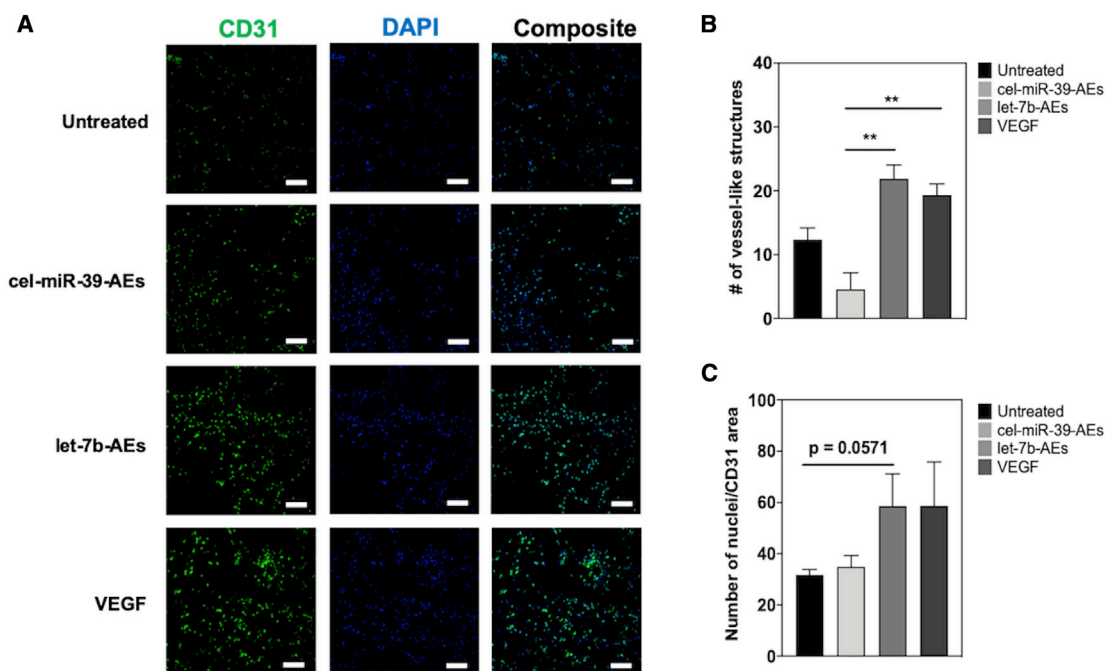 A
CD31
DAPI
Composite
Untreated
cel-miR-39-AEs
let-7b-AEs
VEGF
B
# of vessel-like structures
40
30
20
10
0
**
**
Untreated
cel-miR-39-AEs
let-7b-AEs
VEGF
C
Number of nuclei/CD31 area
100
80
60
40
20
0
p = 0.0571
Untreated
cel-miR-39-AEs
let-7b-AEs
VEGF